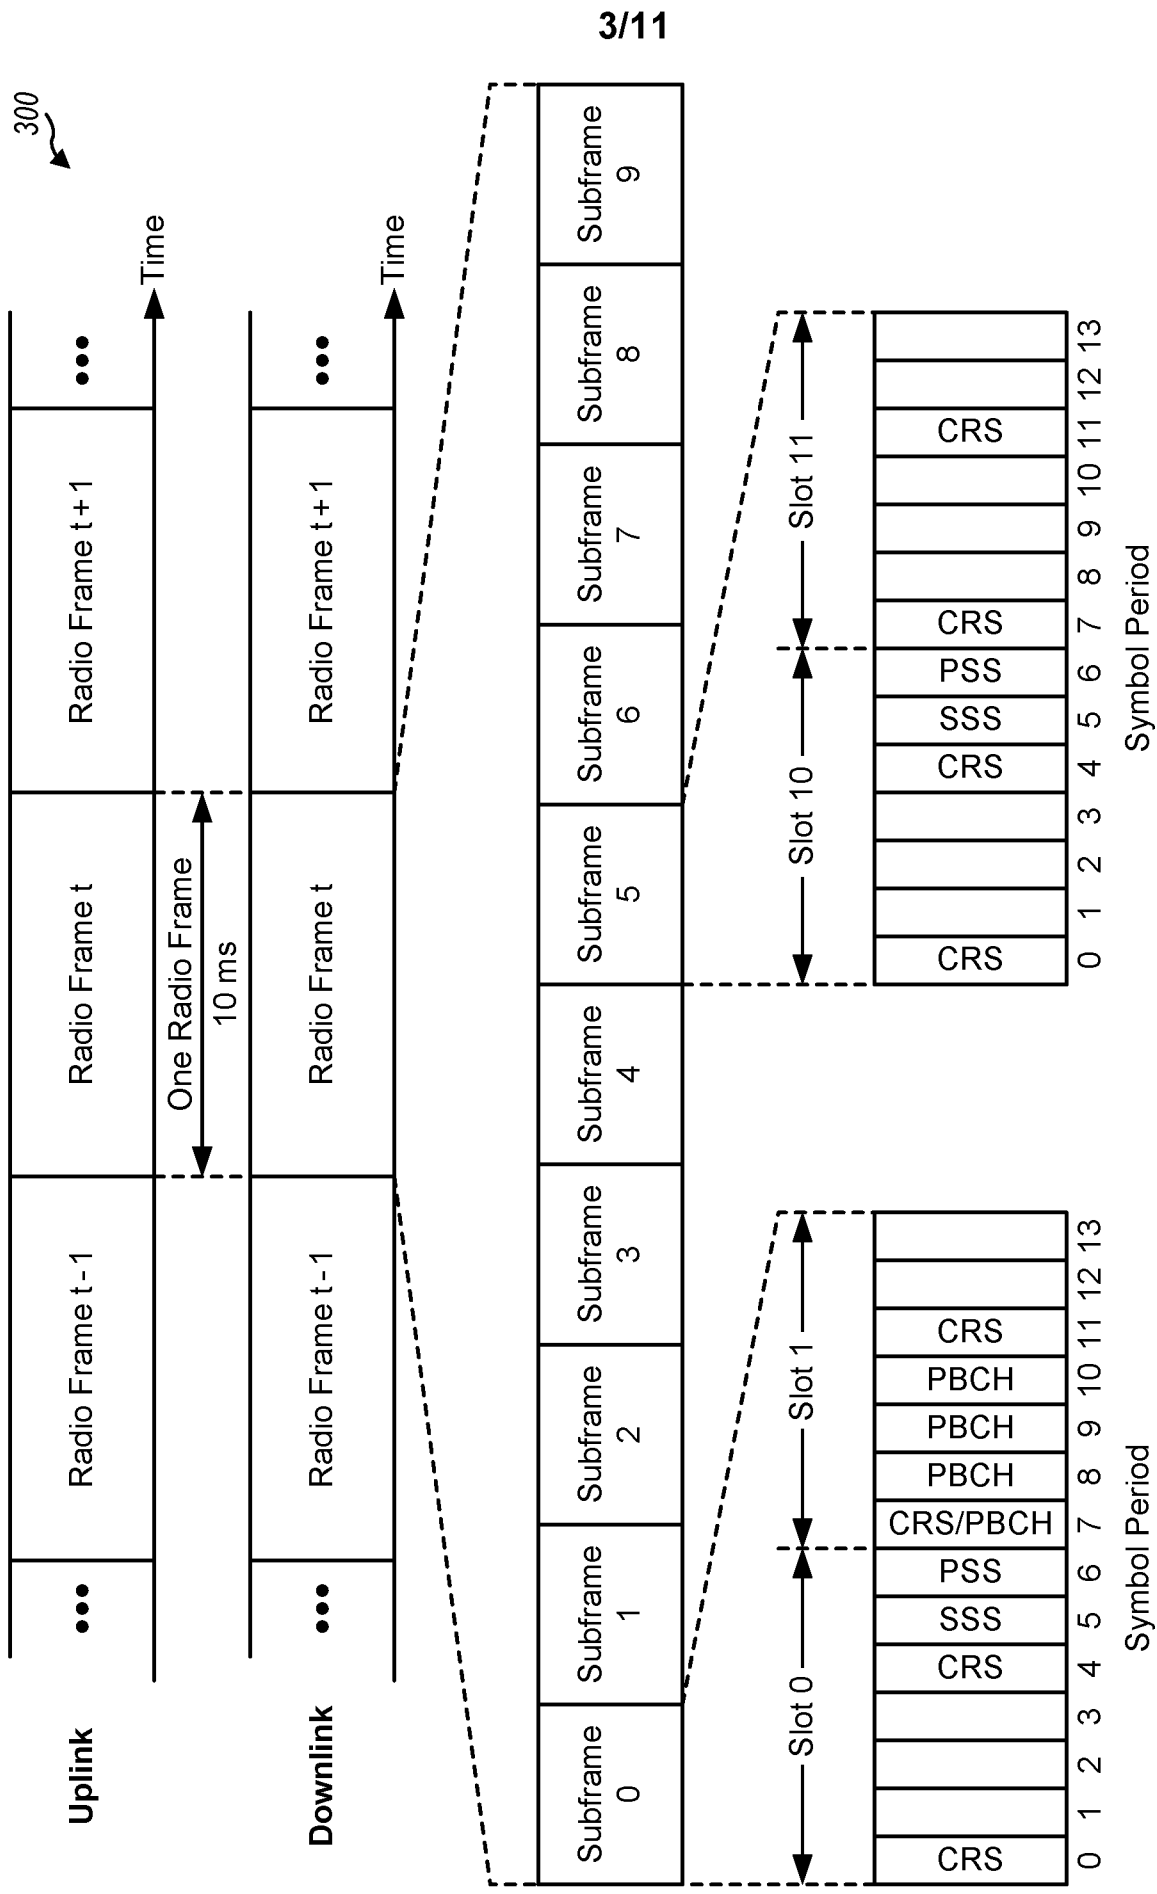 3/11
300
Uplink
Radio Frame t - 1
Radio Frame t
Radio Frame t + 1
Time
One Radio Frame
10 ms
Downlink
Radio Frame t - 1
Radio Frame t
Radio Frame t + 1
Time
Subframe 0
Subframe 1
Subframe 2
Subframe 3
Subframe 4
Subframe 5
Subframe 6
Subframe 7
Subframe 8
Subframe 9
Slot 0
Slot 1
CRS
CRS
SSS
PSS
CRS/PBCH
PBCH
PBCH
PBCH
CRS
0 1 2 3 4 5 6 7 8 9 10 11 12 13
Symbol Period
Slot 10
Slot 11
CRS
CRS
SSS
PSS
CRS
CRS
0 1 2 3 4 5 6 7 8 9 10 11 12 13
Symbol Period